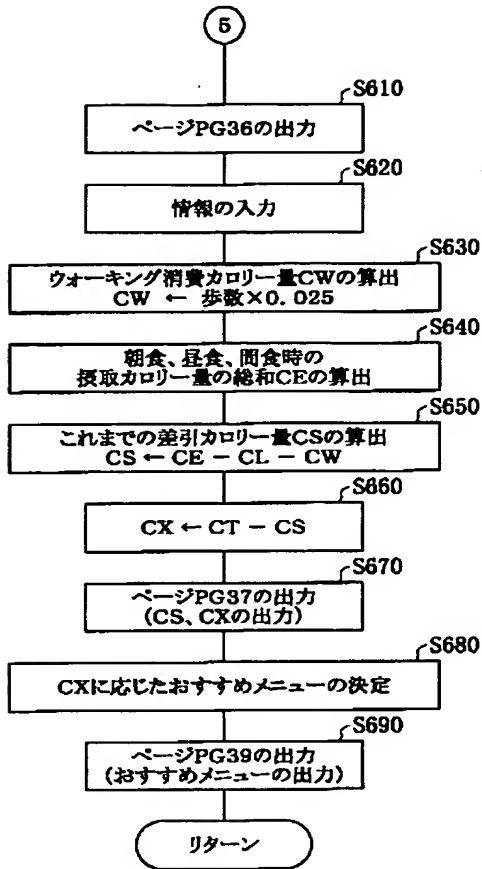 5
S610
ページPG36の出力
S620
情報の入力
S630
ウォーキング消費カロリー量CWの算出
CW ← 歩数×0.025
S640
朝食、昼食、間食時の
摂取カロリー量の総和CEの算出
S650
これまでの差引カロリー量CSの算出
CS ← CE − CL − CW
S660
CX ← CT − CS
S670
ページPG37の出力
(CS、CXの出力)
S680
CXに応じたおすすめメニューの決定
S690
ページPG39の出力
(おすすめメニューの出力)
リターン